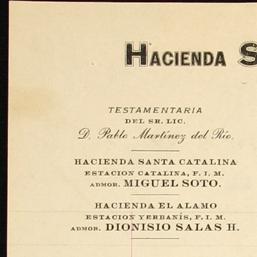 HACIENDA S
TESTAMENTARIA
DEL SR. LIC.
D. Pablo Martínez del Río,
HACIENDA SANTA CATALINA
ESTACION CATALINA, F. I. M.
ADMOR. MIGUEL SOTO.
HACIENDA EL ALAMO
ESTACION YERBANÍS, F. I. M.
ADMOR. DIONISIO SALAS H.